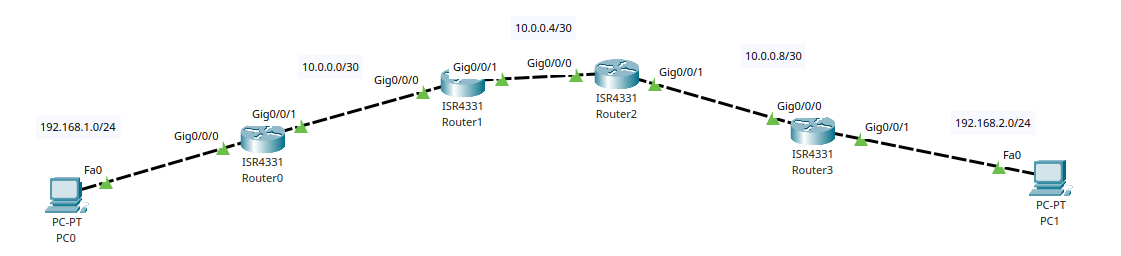 10.0.0.4/30
10.0.0.0/30
10.0.0.8/30
Gig0/0/0
Gig0/0/1
Gig0/0/0
Gig0/0/1
ISR4331
Router1
ISR4331
Router2
192.168.1.0/24
Gig0/0/0
Gig0/0/1
ISR4331
Router0
Gig0/0/0
Gig0/0/1
ISR4331
Router3
192.168.2.0/24
Fa0
PC-PT
PC0
Fa0
PC-PT
PC1